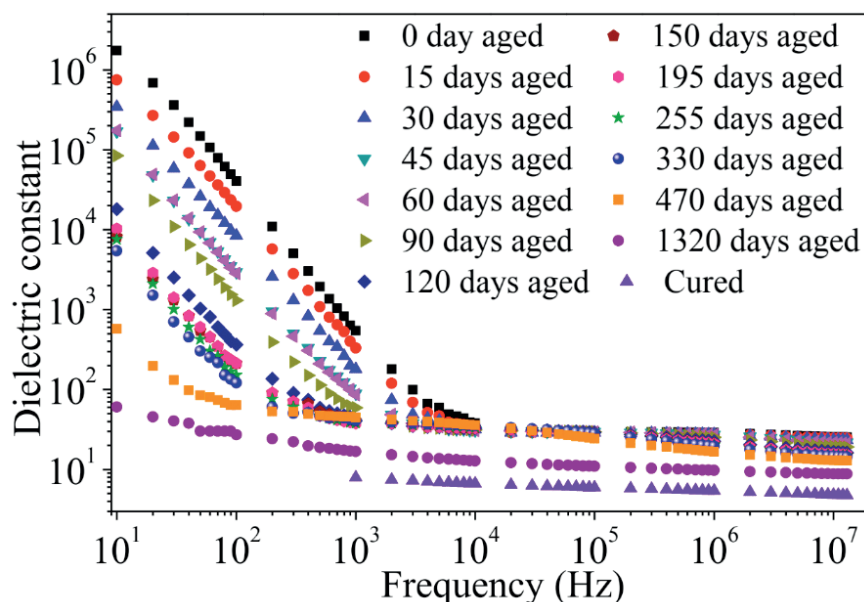 Dielectric constant
10^6
10^5
10^4
10^3
10^2
10^1
0 day aged
15 days aged
30 days aged
45 days aged
60 days aged
90 days aged
120 days aged
150 days aged
195 days aged
255 days aged
330 days aged
470 days aged
1320 days aged
Cured
10^1 10^2 10^3 10^4 10^5 10^6 10^7
Frequency (Hz)